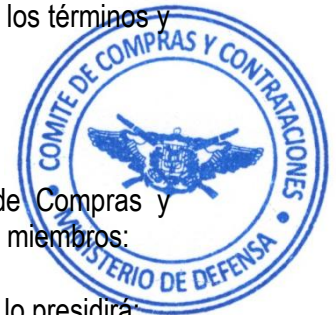 los términos y
COMITE DE COMPRAS Y CONTRATACIONES
de Compras y
miembros:
MINISTERIO DE DEFENSA
lo presidirá: